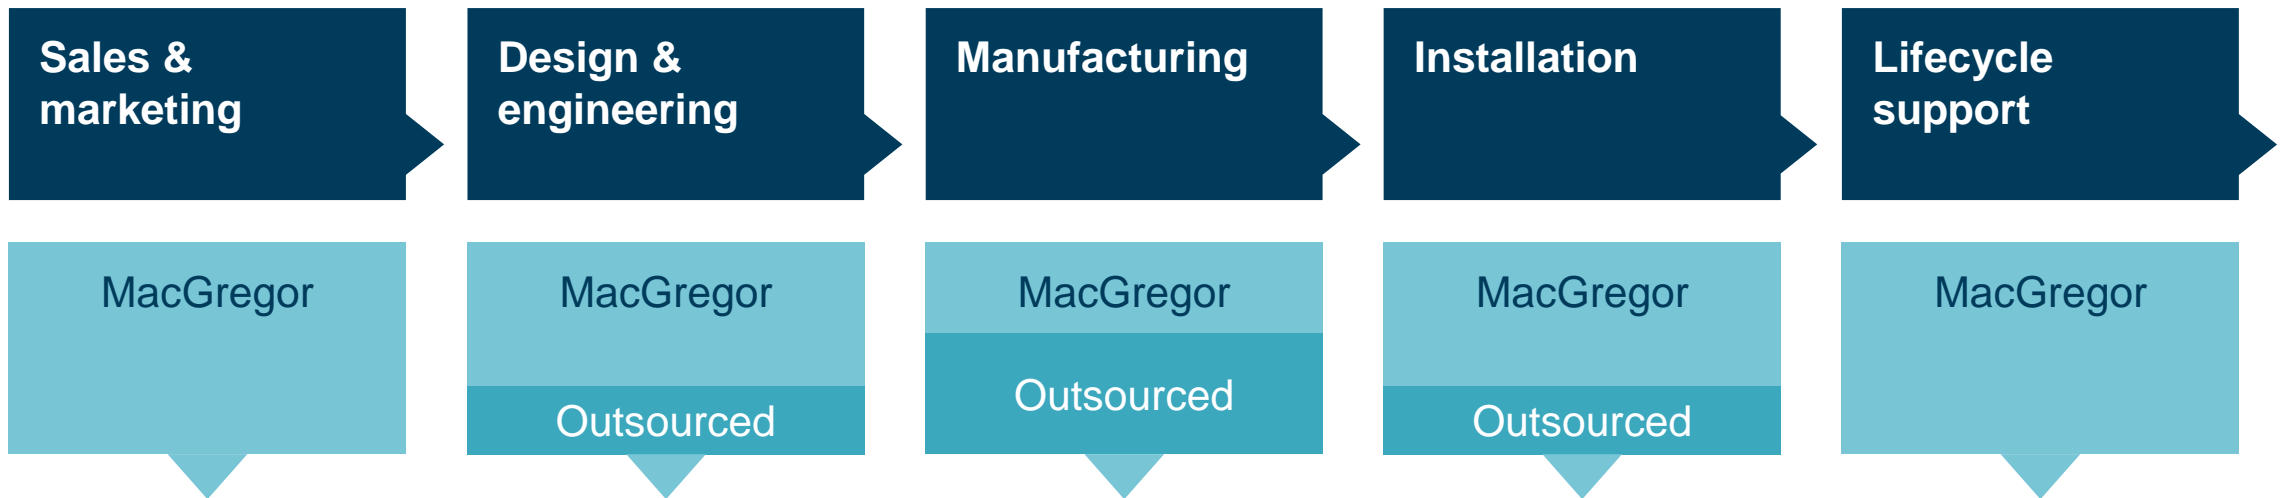 Sales &
marketing
Design &
engineering
Manufacturing
Installation
Lifecycle
support
MacGregor
MacGregor
Outsourced
MacGregor
Outsourced
MacGregor
Outsourced
MacGregor